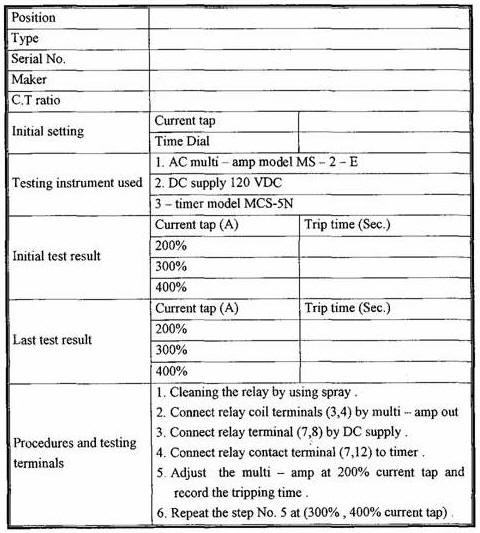 Position
Type
Serial No.
Maker
C.T ratio
Initial setting
Current tap
Time Dial
Testing instrument used
1. AC multi – amp model MS – 2 – E
2. DC supply 120 VDC
3 – timer model MCS-5N
Initial test result
Current tap (A) Trip time (Sec.)
200%
300%
400%
Last test result
Current tap (A) Trip time (Sec.)
200%
300%
400%
Procedures and testing
terminals
1. Cleaning the relay by using spray .
2. Connect relay coil terminals (3,4) by multi – amp out
3. Connect relay terminal (7,8) by DC supply .
4. Connect relay contact terminal (7,12) to timer .
5. Adjust the multi – amp at 200% current tap and
record the tripping time .
6. Repeat the step No. 5 at (300% , 400% current tap) .